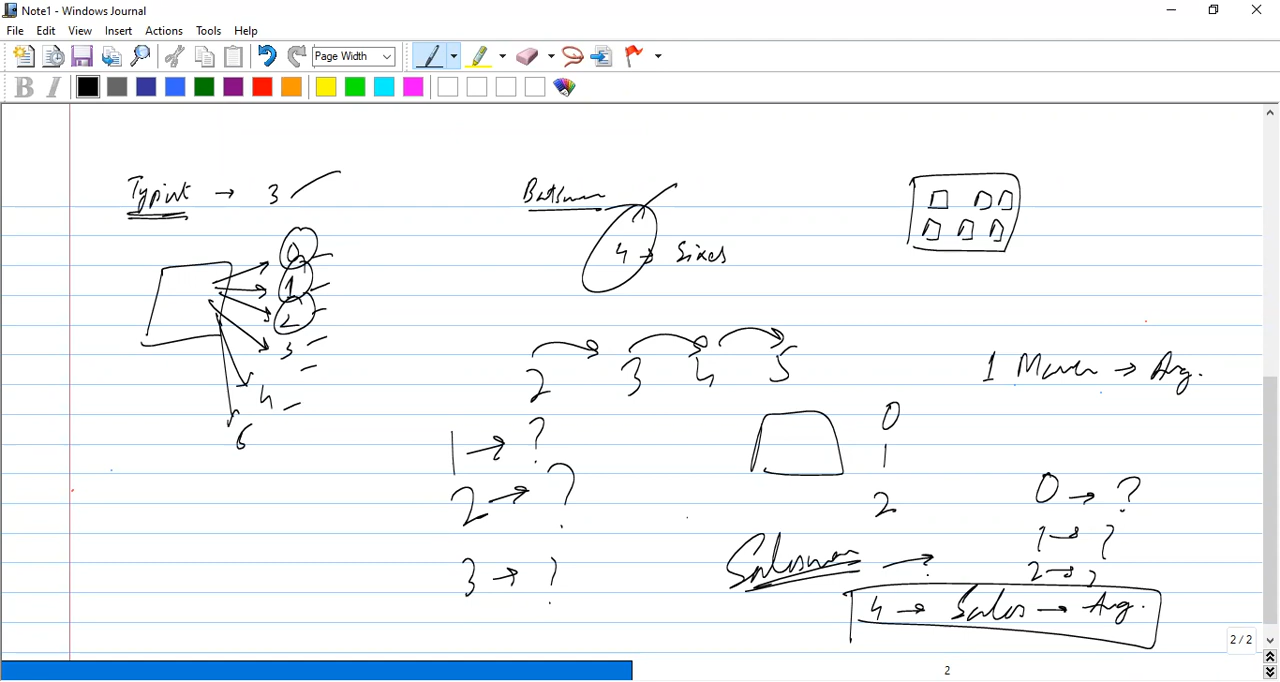 Note1 - Windows Journal
File Edit View Insert Actions Tools Help
Page Width
B I
Typist → 3
0
1
2
3
4
6
Batsman
4 → Sixes
2 3 4 5
1 → ?
2 → ?
3 → ?
1 March → Avg.
0
1
2
0 → ?
1 → ?
2 → ?
Salesman → ?
4 → Sales → Avg.
2 / 2
2